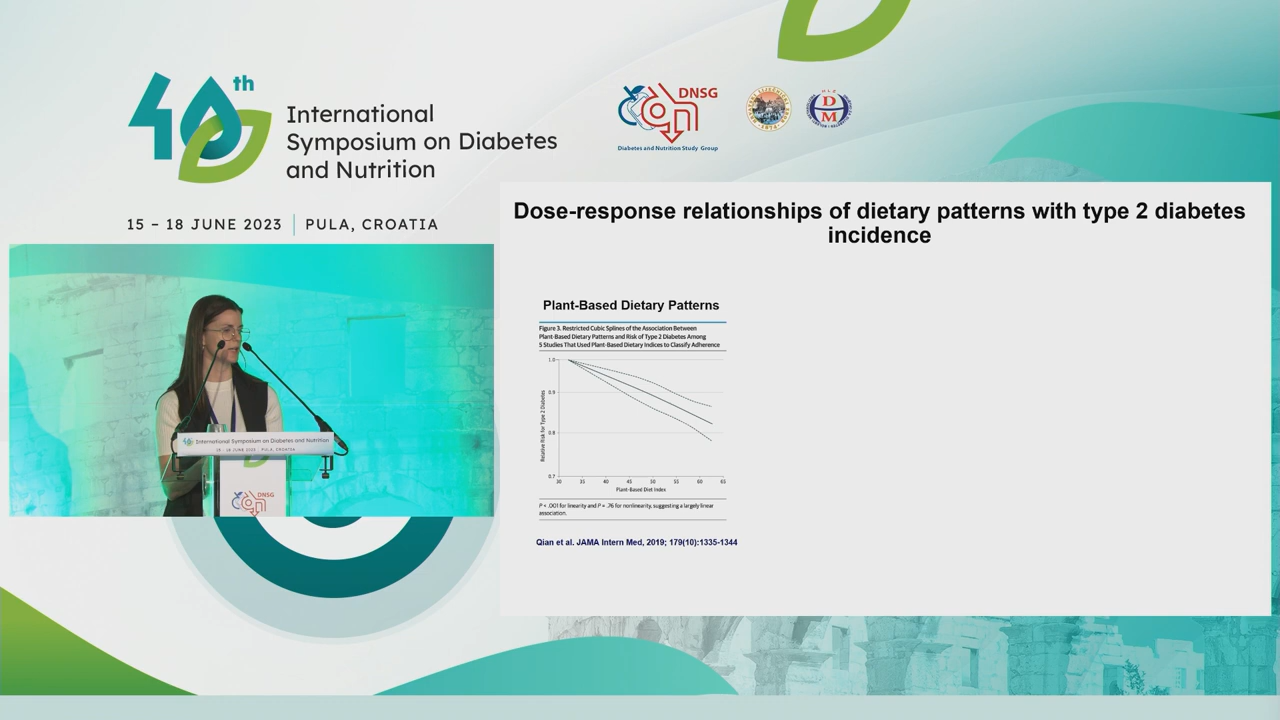 40th
International
Symposium on Diabetes
and Nutrition
15 – 18 JUNE 2023 | PULA, CROATIA
DNSG
Diabetes and Nutrition Study Group
DM
Dose-response relationships of dietary patterns with type 2 diabetes
incidence
Plant-Based Dietary Patterns
Figure 3. Restricted Cubic Splines of the Association Between
Plant-Based Dietary Patterns and Risk of Type 2 Diabetes Among
5 Studies That Used Plant-Based Dietary Indices to Classify Adherence
1.0
0.9
0.8
0.7
Relative Risk for Type 2 Diabetes
30 35 40 45 50 55 60 65
Plant-Based Diet Index
P < .001 for linearity and P = .76 for nonlinearity, suggesting a largely linear
association.
Qian et al. JAMA Intern Med, 2019; 179(10):1335-1344
40 International Symposium on Diabetes and Nutrition
15 – 18 JUNE 2023 | PULA, CROATIA
DNSG